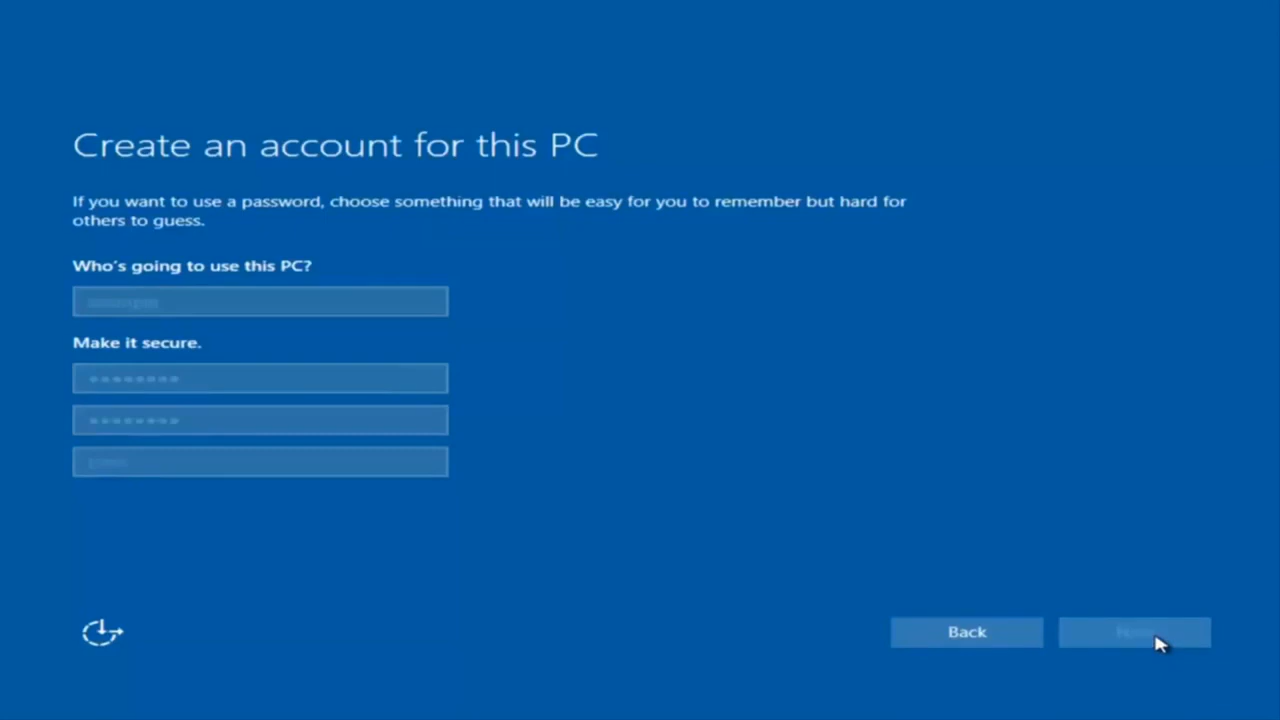 Create an account for this PC
If you want to use a password, choose something that will be easy for you to remember but hard for
others to guess.
Who's going to use this PC?
Make it secure.
Back